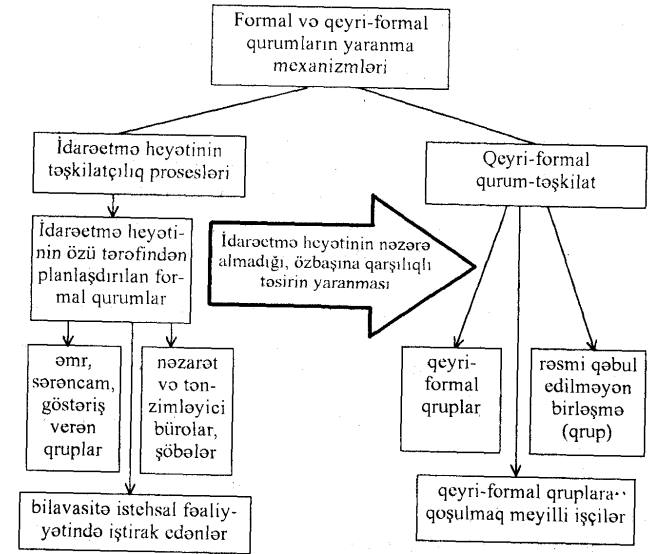 Formal və qeyri-formal
qurumların yaranma
mexanizmləri
İdarəetmə heyətinin
təşkilatçılıq prosesləri
Qeyri-formal
qurum-təşkilat
İdarəetmə heyəti-
nin özü tərəfindən
planlaşdırılan for-
mal qurumlar
İdarəetmə heyətinin nəzərə
almadığı, özbaşına qarşılıqlı
təsirin yaranması
əmr,
sərəncam,
göstəriş
verən
qruplar
nəzarət
və tən-
zimləyici
bürolar,
şöbələr
qeyri-
formal
qruplar
rəsmi qəbul
edilməyən
birləşmə
(qrup)
bilavasitə istehsal fəaliy-
yətində iştirak edənlər
qeyri-formal qruplara
qoşulmaq meyilli işçilər